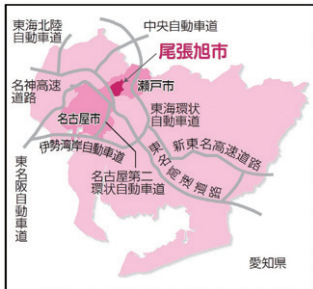 東海北陸
自動車道
中央自動車道
尾張旭市
名神高速
道路
瀬戸市
東海環状
自動車道
名古屋市
伊勢湾岸自動車道
新東名高速道路
東名高速道路
名古屋第二
環状自動車道
東名阪自動車道
愛知県